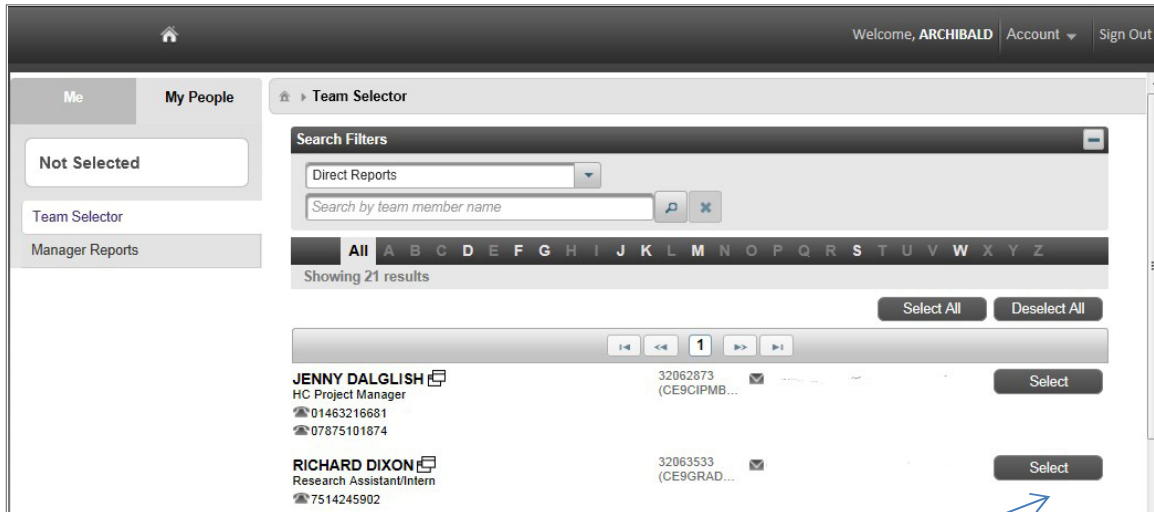 Welcome, ARCHIBALD Account Sign Out
Me My People
Team Selector
Not Selected
Team Selector
Manager Reports
Search Filters
Direct Reports
Search by team member name
All A B C D E F G H I J K L M N O P Q R S T U V W X Y Z
Showing 21 results
Select All Deselect All
1
JENNY DALGLISH
HC Project Manager
01463216681
07875101874
32062873
(CE9CIPMB...
Select
RICHARD DIXON
Research Assistant/Intern
7514245902
32063533
(CE9GRAD...
Select